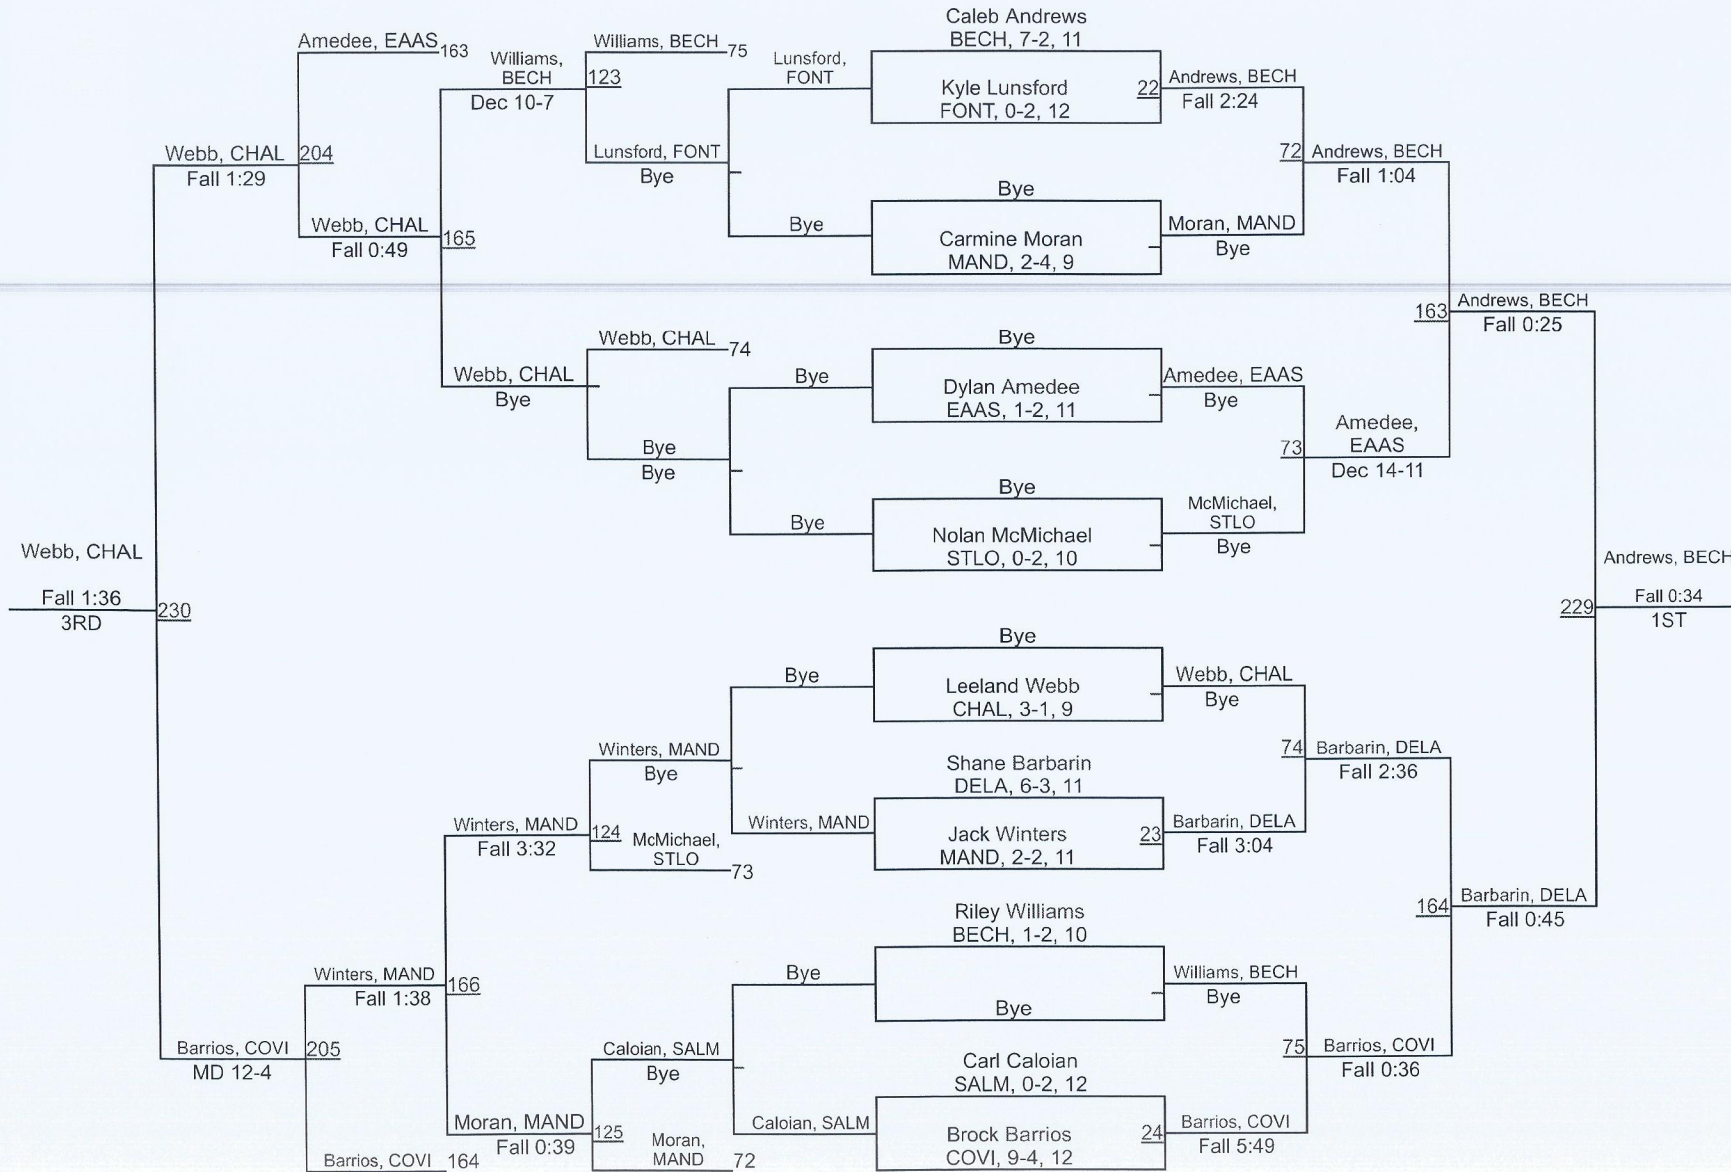 Caleb Andrews
BECH, 7-2, 11
Amedee, EAAS 163
Williams, BECH 75
Williams,
BECH
123
Dec 10-7
Lunsford,
FONT
Kyle Lunsford
FONT, 0-2, 12
22
Andrews, BECH
Fall 2:24
Webb, CHAL
204
Fall 1:29
Lunsford, FONT
Bye
72
Andrews, BECH
Fall 1:04
Bye
Webb, CHAL
165
Fall 0:49
Bye
Carmine Moran
MAND, 2-4, 9
Moran, MAND
Bye
163
Andrews, BECH
Fall 0:25
Bye
Webb, CHAL 74
Webb, CHAL
Bye
Bye
Dylan Amedee
EAAS, 1-2, 11
Amedee, EAAS
Bye
Bye
Bye
73
Amedee,
EAAS
Dec 14-11
Bye
Bye
Nolan McMichael
STLO, 0-2, 10
McMichael,
STLO
Bye
Webb, CHAL
Fall 1:36
3RD
230
Andrews, BECH
Fall 0:34
1ST
229
Bye
Bye
Leeland Webb
CHAL, 3-1, 9
Webb, CHAL
Bye
Winters, MAND
Bye
Shane Barbarin
DELA, 6-3, 11
74
Barbarin, DELA
Fall 2:36
Winters, MAND
124
Fall 3:32
McMichael,
STLO
73
Winters, MAND
Jack Winters
MAND, 2-2, 11
23
Barbarin, DELA
Fall 3:04
Riley Williams
BECH, 1-2, 10
164
Barbarin, DELA
Fall 0:45
Winters, MAND
166
Fall 1:38
Bye
Bye
Williams, BECH
Bye
Barrios, COVI
205
MD 12-4
Caloian, SALM
Bye
Carl Caloian
SALM, 0-2, 12
75
Barrios, COVI
Fall 0:36
Moran, MAND
125
Fall 0:39
Moran,
MAND
72
Caloian, SALM
Brock Barrios
COVI, 9-4, 12
24
Barrios, COVI
Fall 5:49
Barrios, COVI 164